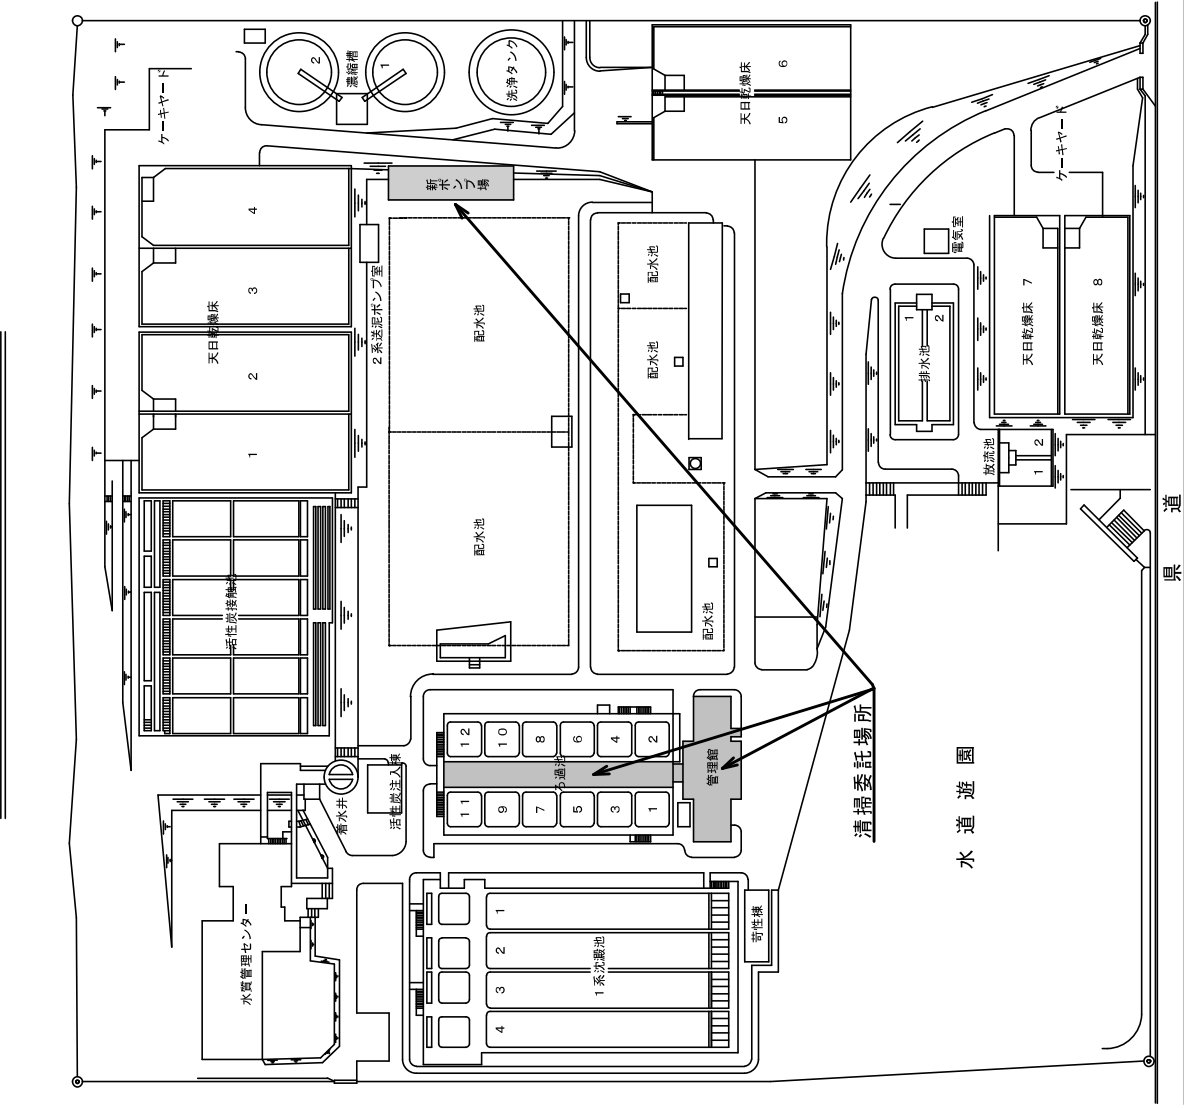 ケーキヤード
濃縮槽
2
1
洗浄タンク
天日乾燥床
6
5
ケーキヤード
新
ポンプ
場
天日乾燥床
4
3
2
1
2系送泥ポンプ室
配水池
配水池
配水池
配水池
配水池
電気室
排水池
1
2
天日乾燥床 7
天日乾燥床 8
放流池
1
2
県道
活性炭接触池
着水井
活性炭注入棟
ろ過池
12
10
8
6
4
2
11
9
7
5
3
1
管理館
清掃委託場所
水道遊園
水質管理センター
1系沈澱池
1
2
3
4
苛性棟